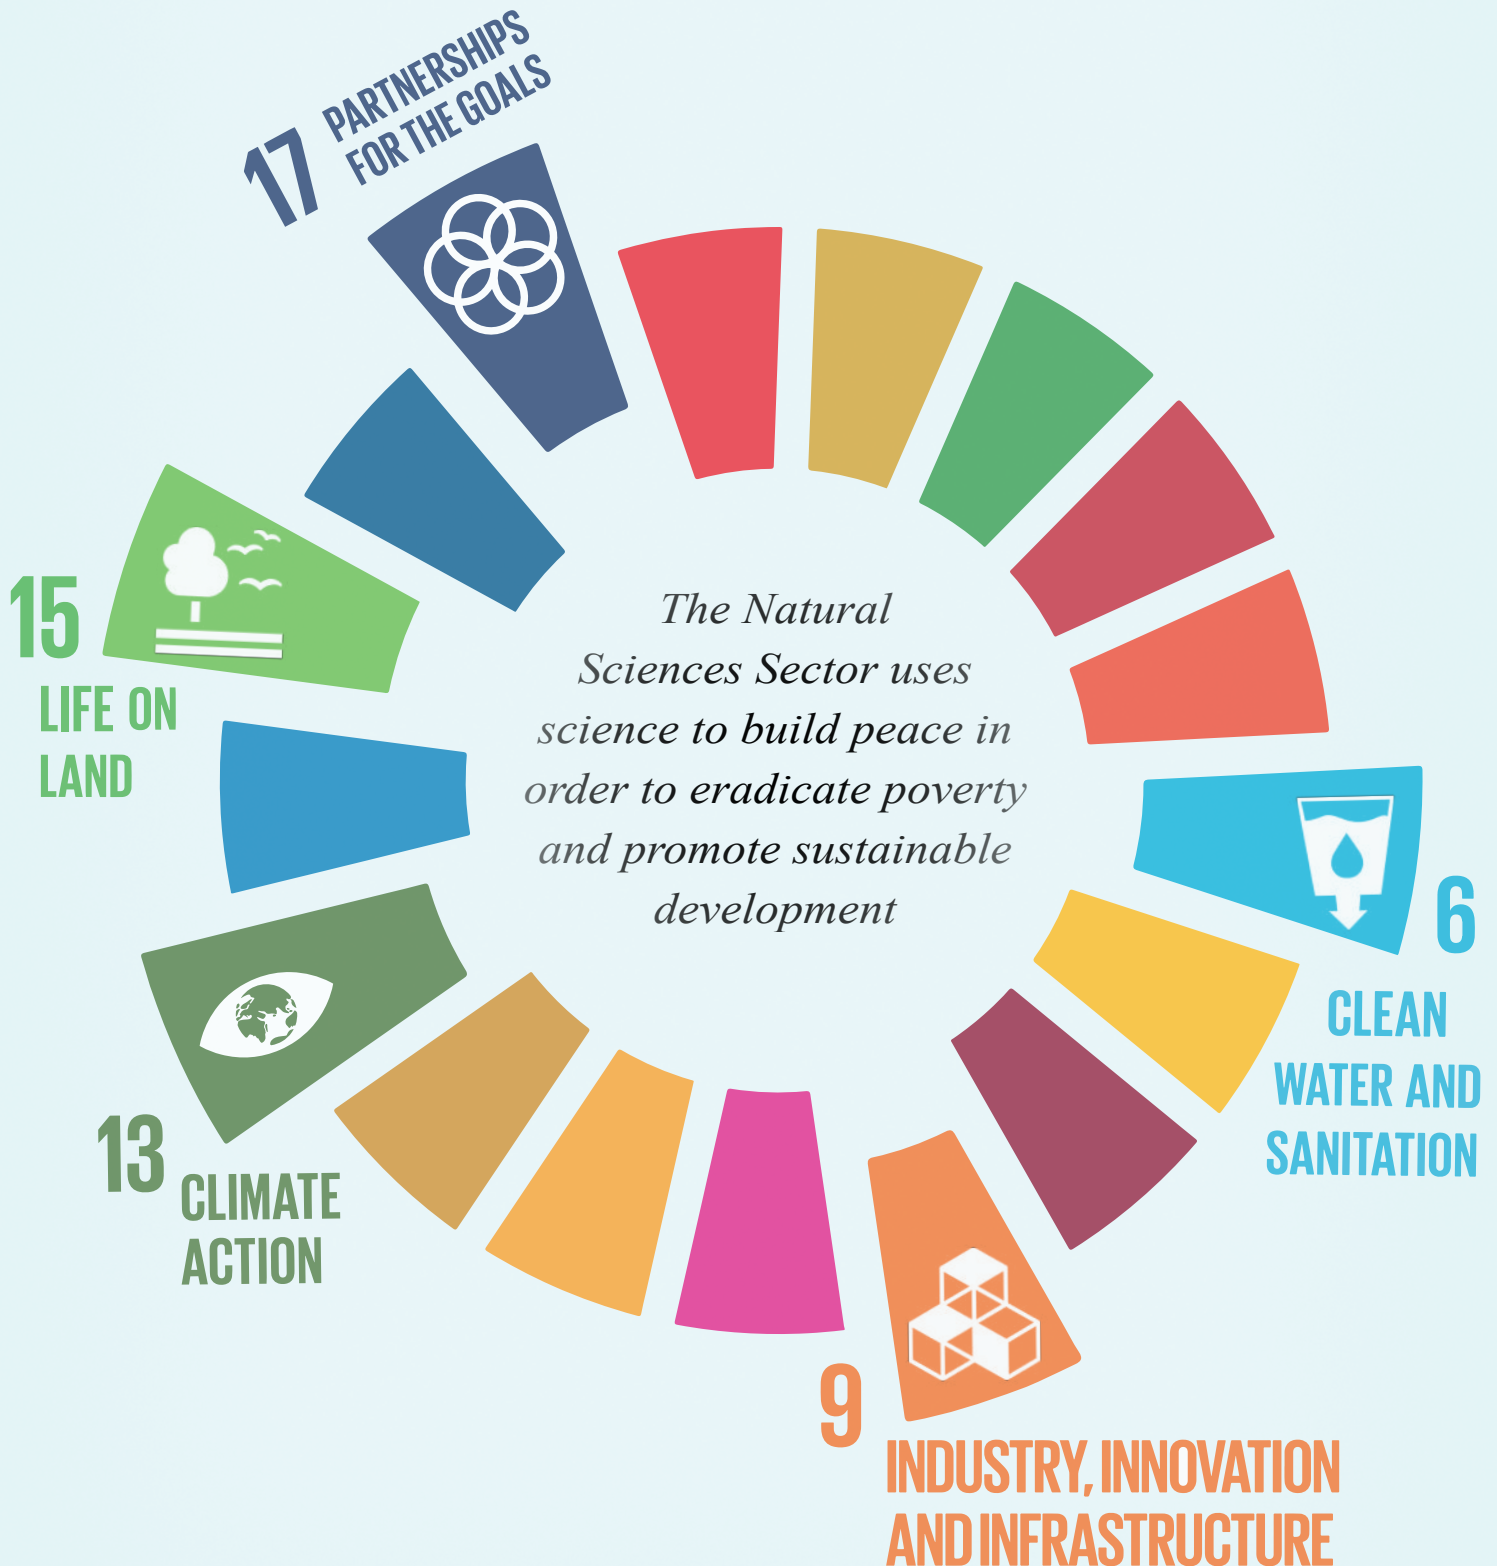 17
PARTNERSHIPS
FOR THE GOALS
The Natural
Sciences Sector uses
science to build peace in
order to eradicate poverty
and promote sustainable
development
15
LIFE ON
LAND
6
CLEAN
WATER AND
SANITATION
13
CLIMATE
ACTION
9
INDUSTRY, INNOVATION
AND INFRASTRUCTURE